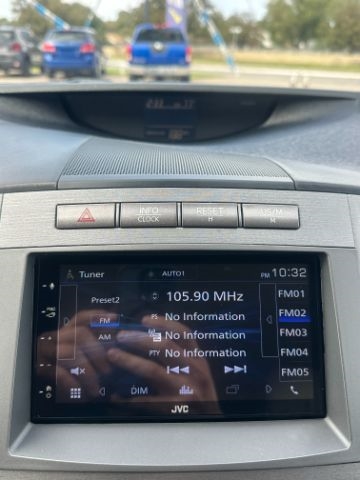 INFO
CLOCK
RESET
H
US/M
M
Tuner
AUTO1
PM 10:32
Preset2
105.90 MHz
FM
AM
PS No Information
No Information
PTY No Information
FM01
FM02
FM03
FM04
FM05
DIM
JVC